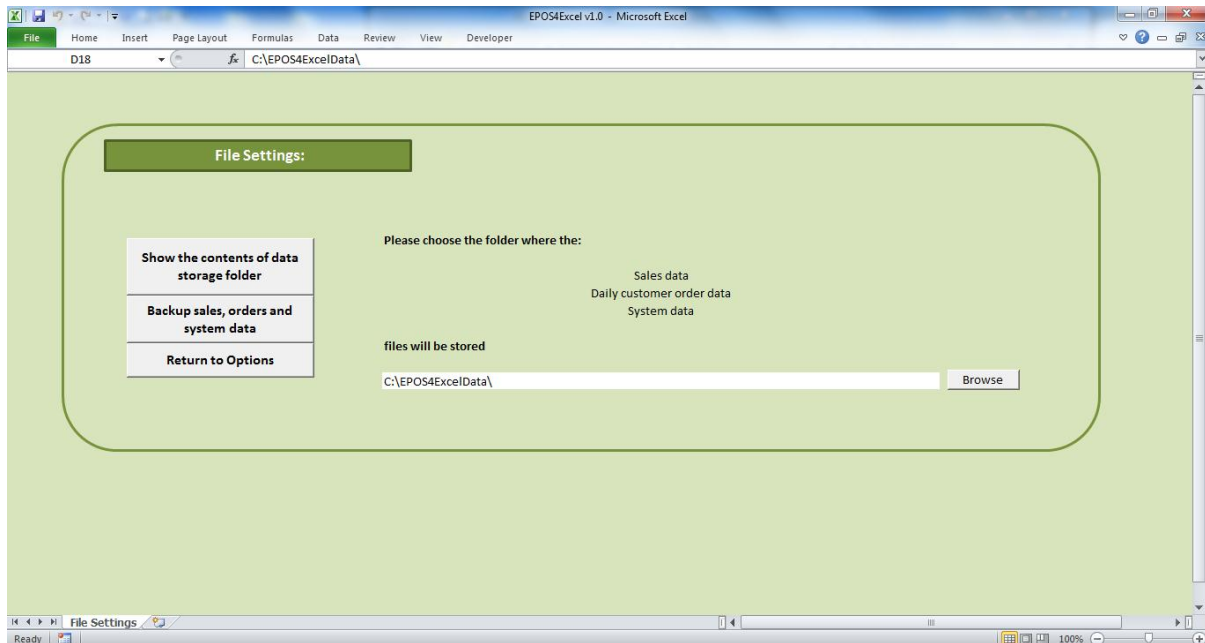 EPOS4Excel v1.0 - Microsoft Excel
File Home Insert Page Layout Formulas Data Review View Developer
D18 fx C:\EPOS4ExcelData\
File Settings:
Please choose the folder where the:
Show the contents of data
storage folder
Sales data
Daily customer order data
System data
Backup sales, orders and
system data
files will be stored
Return to Options
C:\EPOS4ExcelData\ Browse
File Settings
Ready 100%